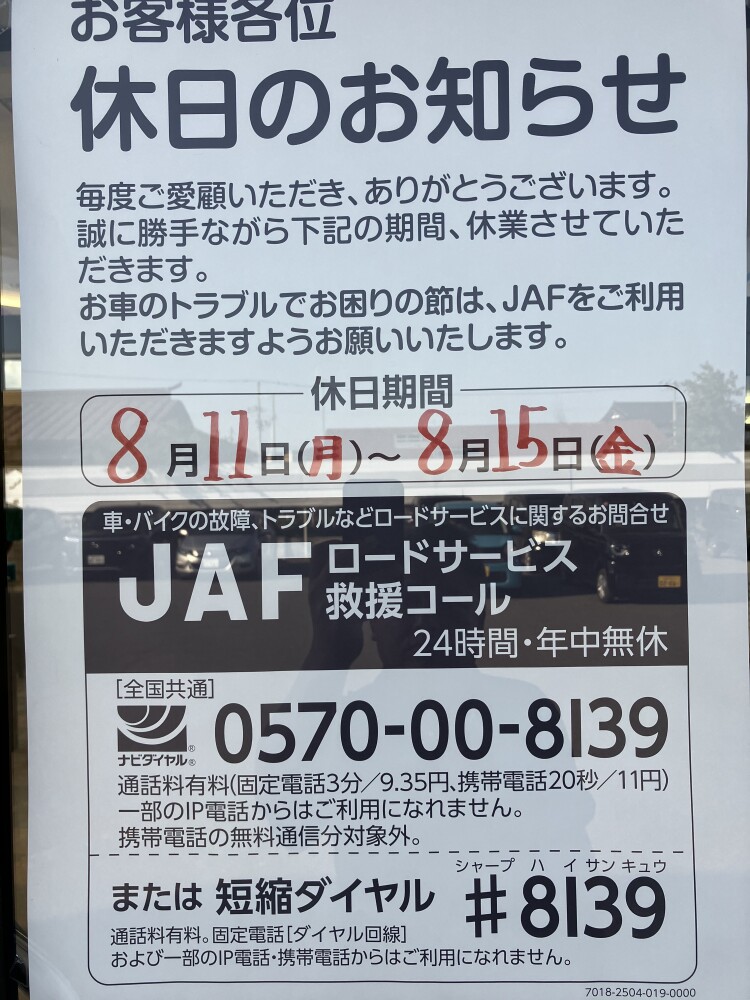 お客様各位
休日のお知らせ
毎度ご愛顧いただき、ありがとうございます。
誠に勝手ながら下記の期間、休業させていた
だきます。
お車のトラブルでお困りの節は、JAFをご利用
いただきますようお願いいたします。
休日期間
8月11日(月)～8月15日(金)
車・バイクの故障、トラブルなどロードサービスに関するお問合せ
JAF ロードサービス
救援コール
24時間・年中無休
[全国共通]
ナビダイヤル® 0570-00-8139
通話料有料(固定電話3分／9.35円、携帯電話20秒／11円)
一部のIP電話からはご利用になれません。
携帯電話の無料通信分対象外。
シャープ ハ イ サン キュウ
または 短縮ダイヤル #8139
通話料有料。固定電話[ダイヤル回線]
および一部のIP電話・携帯電話からはご利用になれません。
7018-2504-019-0000